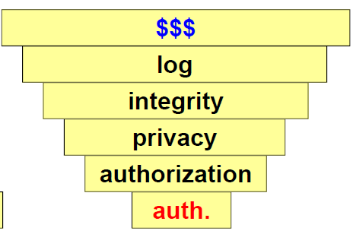 $$$
log
integrity
privacy
authorization
auth.